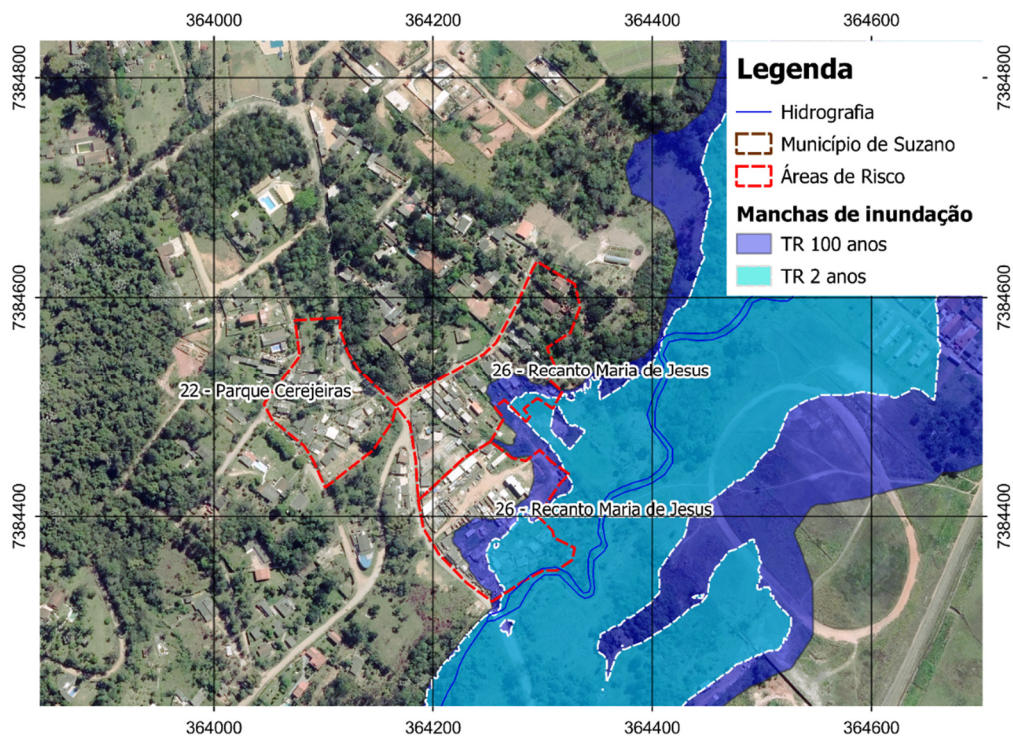 364000 364200 364400 364600
7384800 7384800
Legenda
Hidrografia
Município de Suzano
Áreas de Risco
Manchas de inundação
TR 100 anos
TR 2 anos
7384600 7384600
26 - Recanto Maria de Jesus
22 - Parque Cerejeiras
26 - Recanto Maria de Jesus
7384400 7384400
364000 364200 364400 364600